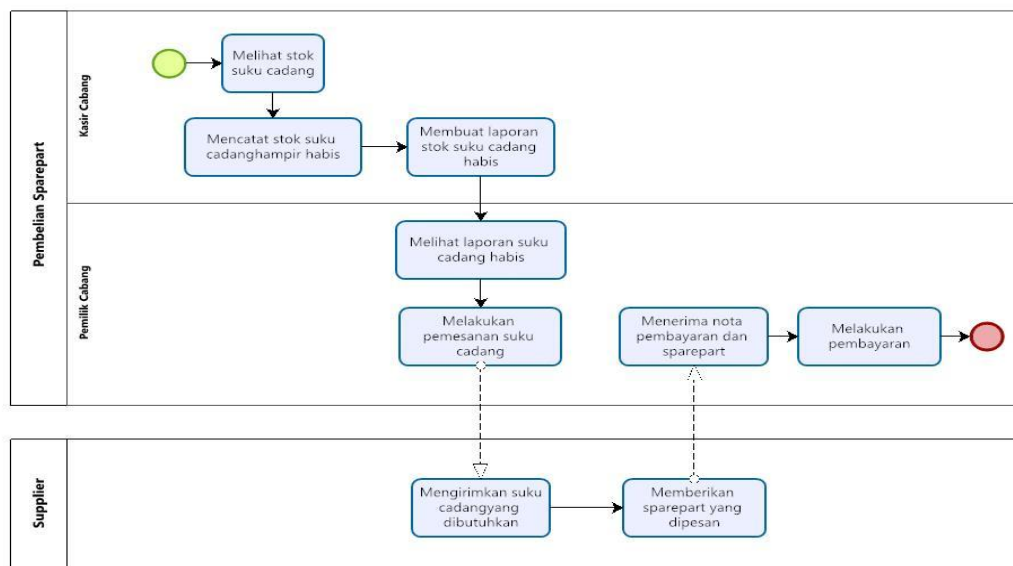 Pembelian Sparepart
Kasir Cabang
Melihat stok
suku cadang
Mencatat stok suku
cadanghampir habis
Membuat laporan
stok suku cadang
habis
Pemilik Cabang
Melihat laporan suku
cadang habis
Melakukan
pemesanan suku
cadang
Menerima nota
pembayaran dan
sparepart
Melakukan
pembayaran
Supplier
Mengirimkan suku
cadangyang
dibutuhkan
Memberikan
sparepart yang
dipesan